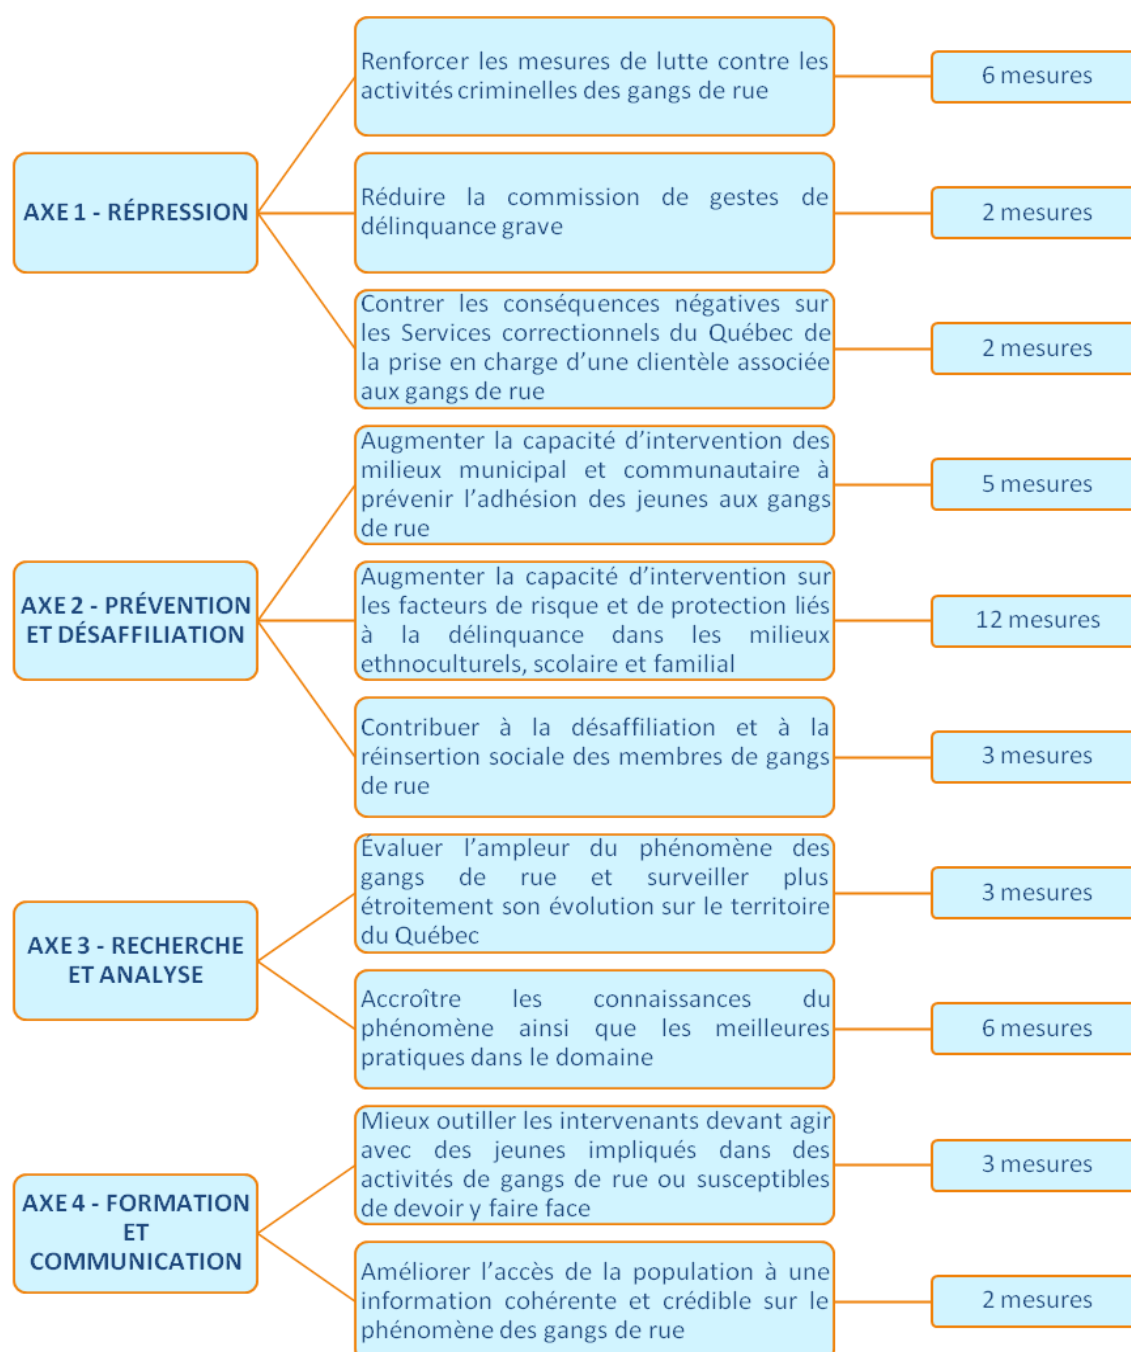 AXE 1 - RÉPRESSION
Renforcer les mesures de lutte contre les
activités criminelles des gangs de rue
6 mesures
Réduire la commission de gestes de
délinquance grave
2 mesures
Contrer les conséquences négatives sur
les Services correctionnels du Québec de
la prise en charge d’une clientèle associée
aux gangs de rue
2 mesures
AXE 2 - PRÉVENTION
ET DÉSAFFILIATION
Augmenter la capacité d’intervention des
milieux municipal et communautaire à
prévenir l’adhésion des jeunes aux gangs
de rue
5 mesures
Augmenter la capacité d’intervention sur
les facteurs de risque et de protection liés
à la délinquance dans les milieux
ethnoculturels, scolaire et familial
12 mesures
Contribuer à la désaffiliation et à la
réinsertion sociale des membres de gangs
de rue
3 mesures
AXE 3 - RECHERCHE
ET ANALYSE
Évaluer l’ampleur du phénomène des
gangs de rue et surveiller plus
étroitement son évolution sur le territoire
du Québec
3 mesures
Accroître les connaissances du
phénomène ainsi que les meilleures
pratiques dans le domaine
6 mesures
AXE 4 - FORMATION
ET
COMMUNICATION
Mieux outiller les intervenants devant agir
avec des jeunes impliqués dans des
activités de gangs de rue ou susceptibles
de devoir y faire face
3 mesures
Améliorer l’accès de la population à une
information cohérente et crédible sur le
phénomène des gangs de rue
2 mesures